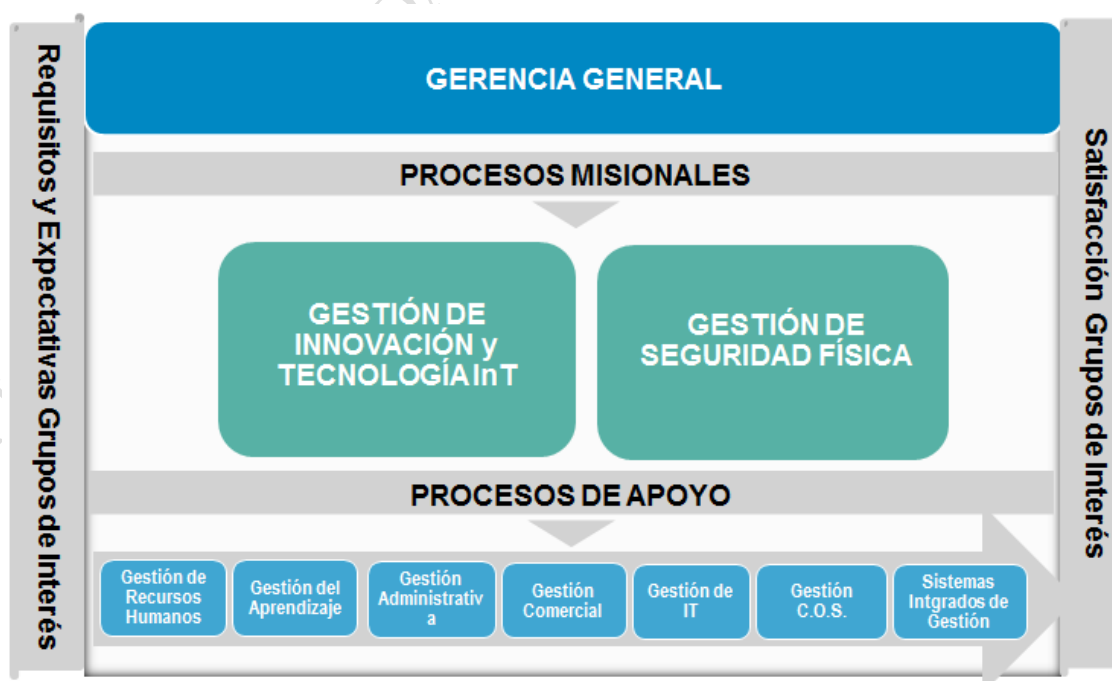 Requisitos y Expectativas Grupos de Interés
GERENCIA GENERAL
PROCESOS MISIONALES
GESTIÓN DE
INNOVACIÓN y
TECNOLOGÍA InT
GESTIÓN DE
SEGURIDAD FÍSICA
PROCESOS DE APOYO
Gestión de
Recursos
Humanos
Gestión del
Aprendizaje
Gestión
Administrativ
a
Gestión
Comercial
Gestión de
IT
Gestión
C.O.S.
Sistemas
Intgrados de
Gestión
Satisfacción Grupos de Interés